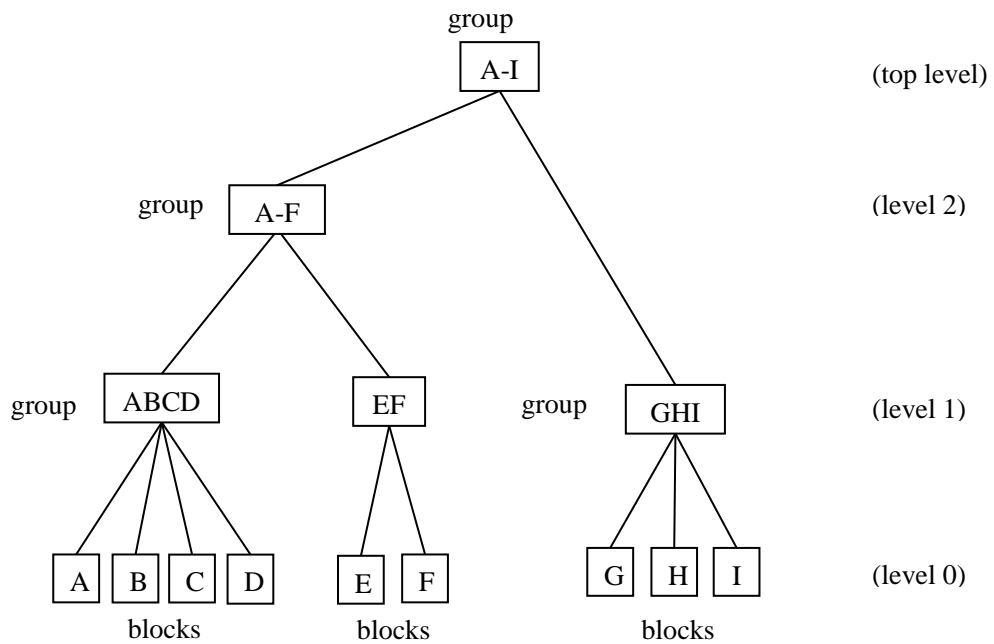 group
A-I
(top level)
group
A-F
(level 2)
group
ABCD
EF
group
GHI
(level 1)
A
B
C
D
E
F
G
H
I
(level 0)
blocks
blocks
blocks